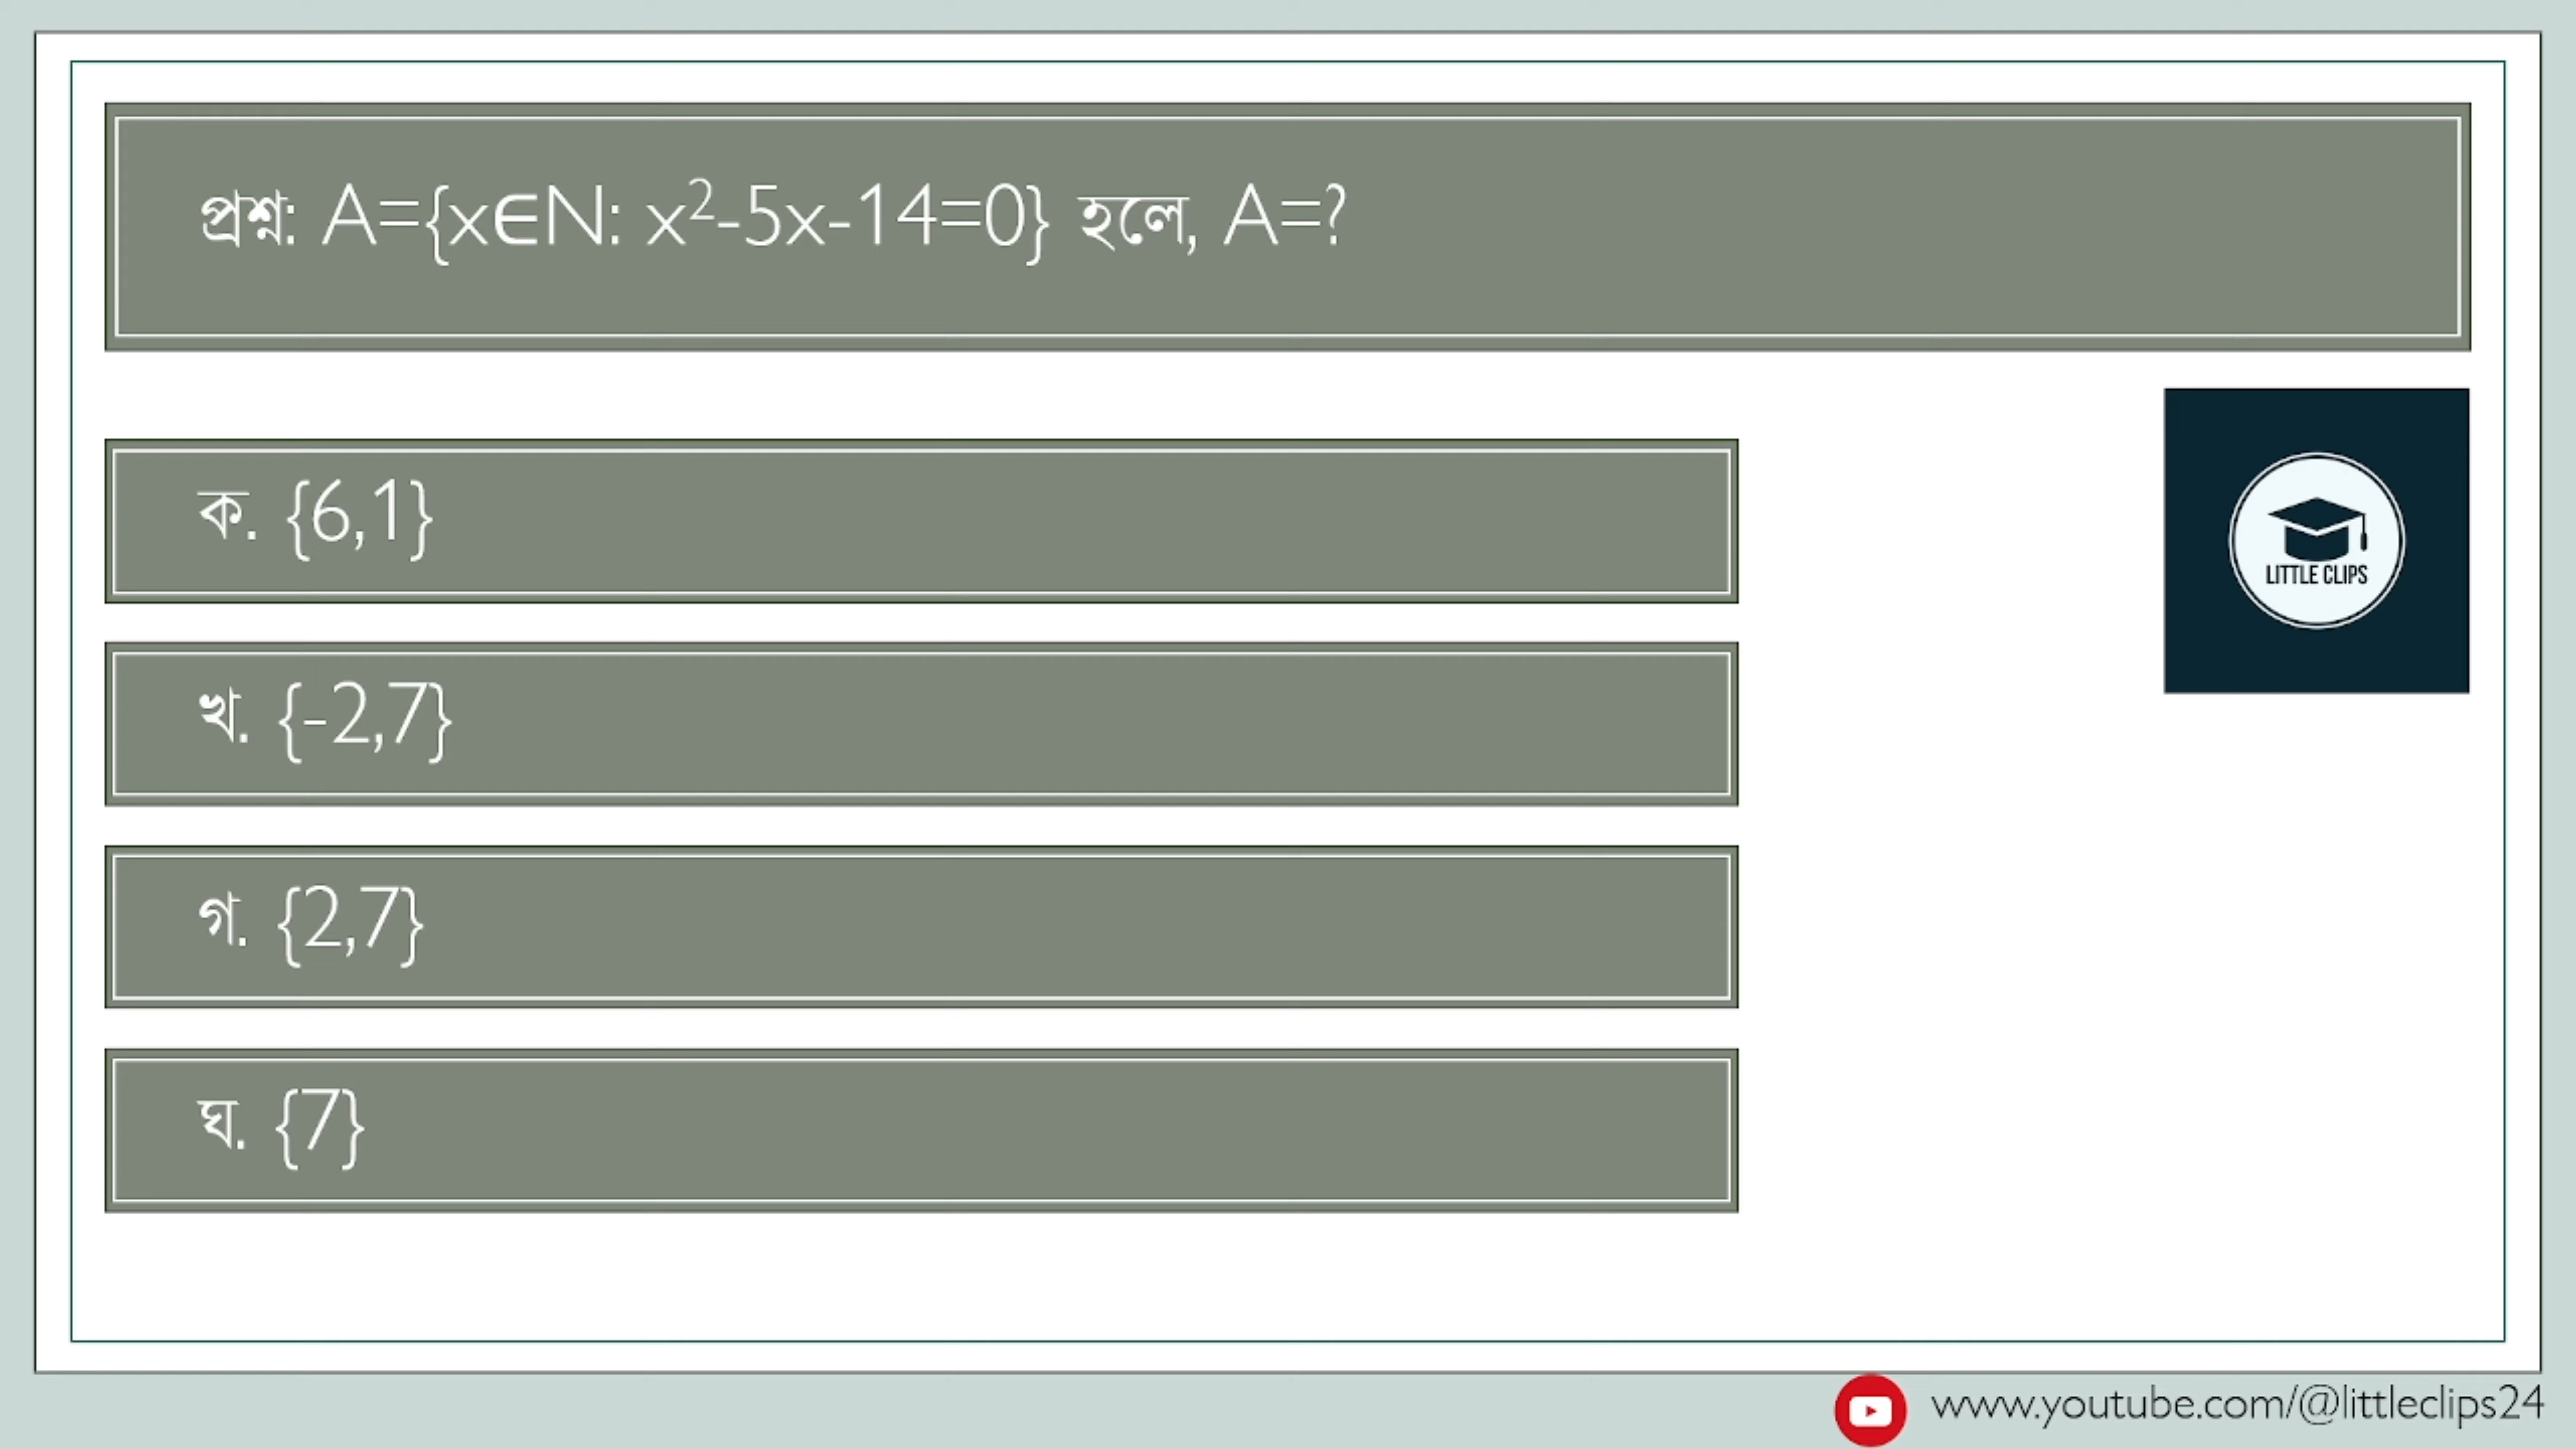 প্রশ্ন: A={x∈N: x²-5x-14=0} হলে, A=?
ক. {6,1}
খ. {-2,7}
গ. {2,7}
ঘ. {7}
LITTLE CLIPS
www.youtube.com/@littleclips24